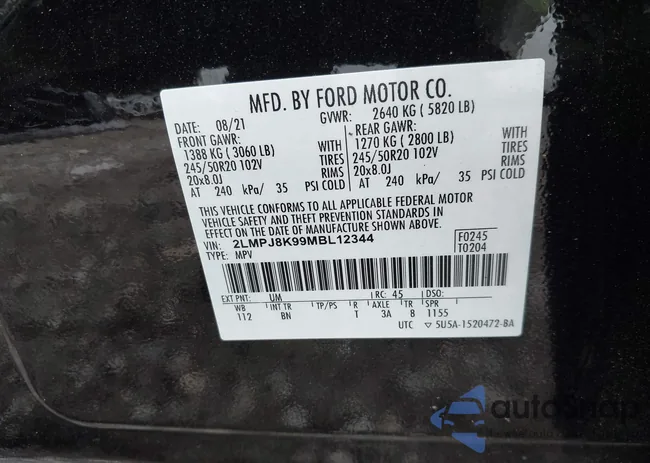 MFD. BY FORD MOTOR CO.
DATE: 08/21 GVWR: 2640 KG ( 5820 LB)
FRONT GAWR: REAR GAWR:
1388 KG ( 3060 LB) WITH 1270 KG ( 2800 LB) WITH
245/50R20 102V TIRES 245/50R20 102V TIRES
20x8.0J RIMS 20x8.0J RIMS
AT 240 kPa/ 35 PSI COLD AT 240 kPa/ 35 PSI COLD
THIS VEHICLE CONFORMS TO ALL APPLICABLE FEDERAL MOTOR
VEHICLE SAFETY AND THEFT PREVENTION STANDARDS IN
EFFECT ON THE DATE OF MANUFACTURE SHOWN ABOVE.
VIN: 2LMPJ8K99MBL12344 F0245
TYPE: MPV T0204
EXT PNT: UM RC: 45 DSO:
WB INT TR TP/PS R AXLE TR SPR
112 BN T 3A 8 1155
UTC ▽ 5U5A-1520472-BA
autoSnap